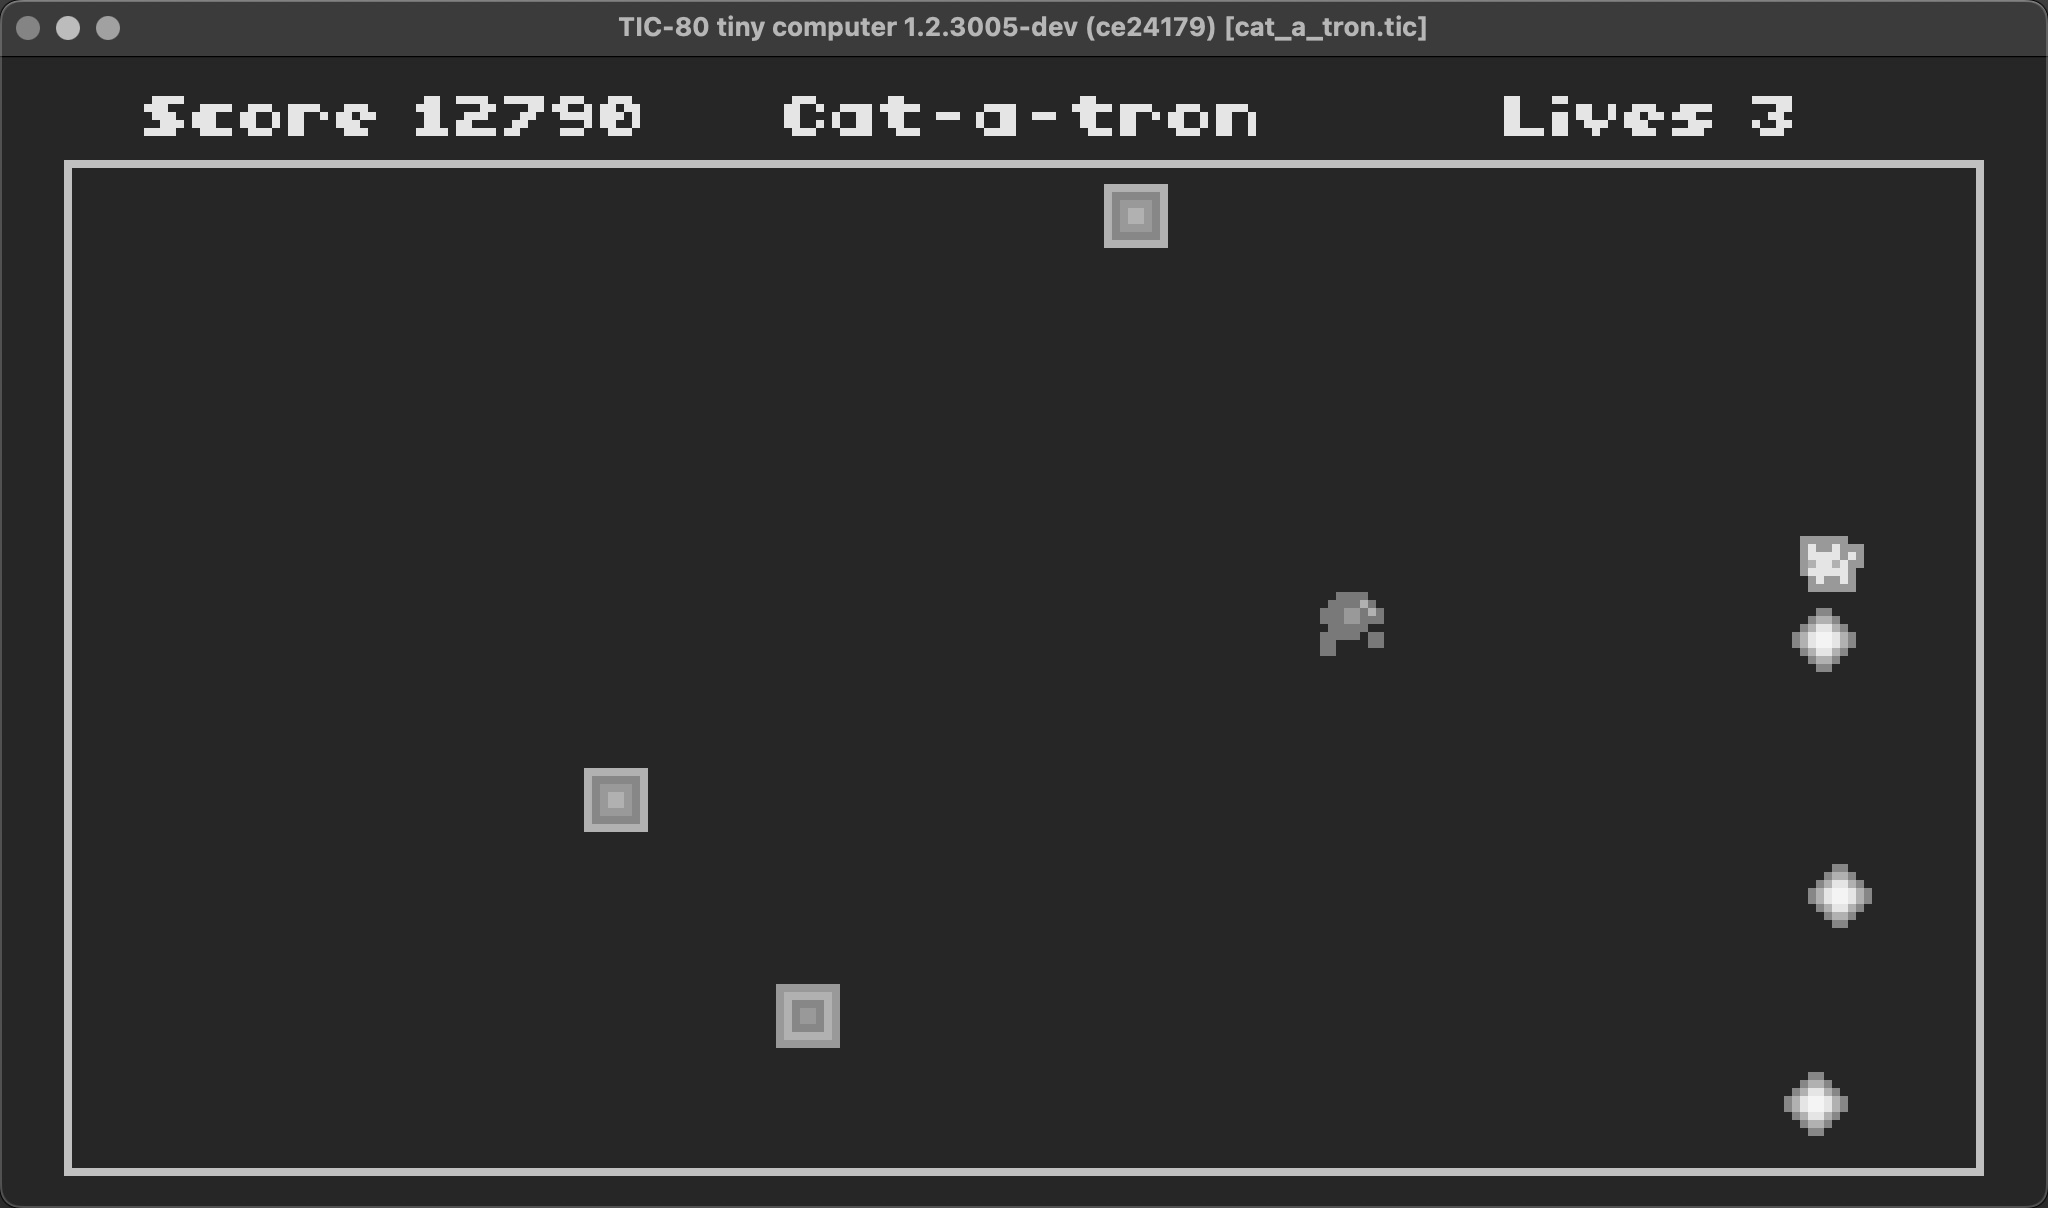 TIC-80 tiny computer 1.2.3005-dev (ce24179) [cat_a_tron.tic]
Score 12790 Cat-a-tron Lives 3